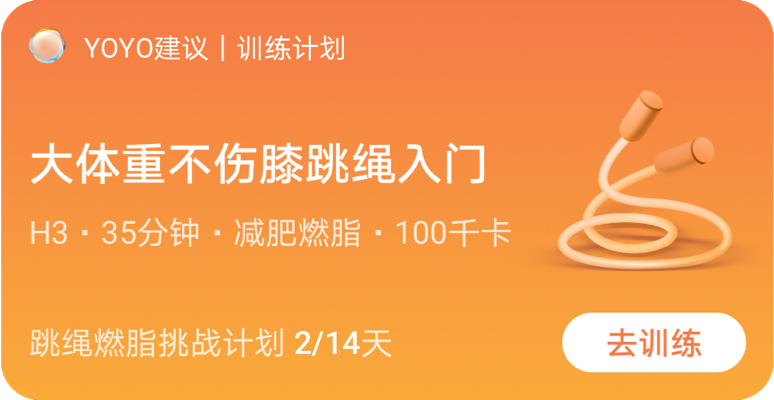 YOYO建议｜训练计划
大体重不伤膝跳绳入门
H3·35分钟·减肥燃脂·100千卡
跳绳燃脂挑战计划 2/14天
去训练